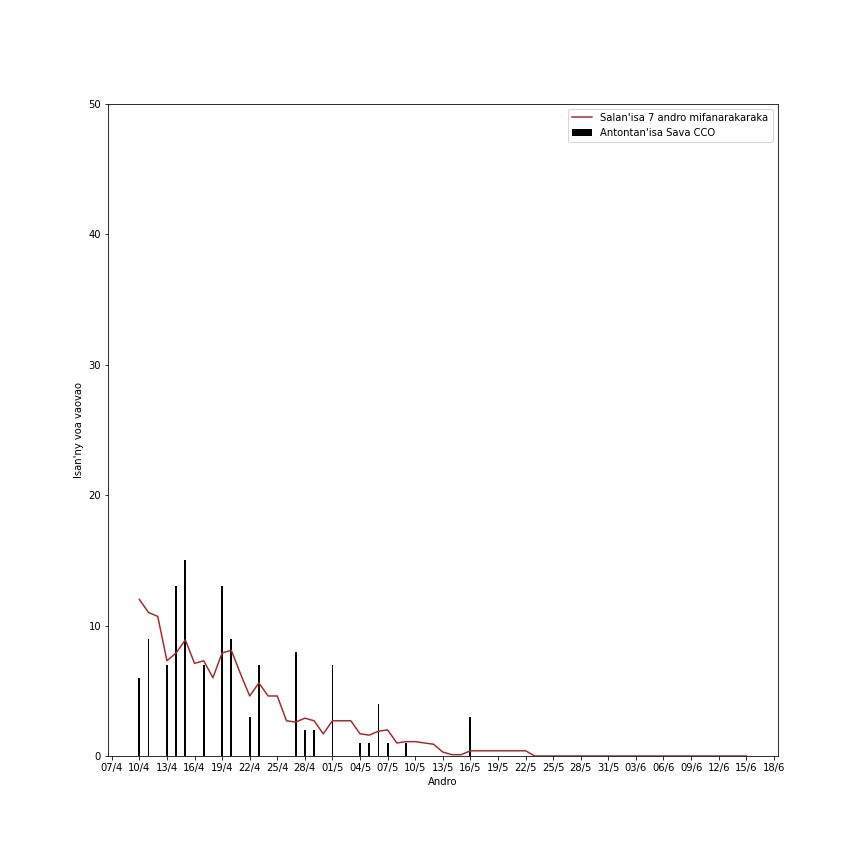 Salan'isa 7 andro mifanarakaraka
Antontan'isa Sava CCO
50
40
30
20
10
0
Isan'ny voa vaovao
07/4 10/4 13/4 16/4 19/4 22/4 25/4 28/4 01/5 04/5 07/5 10/5 13/5 16/5 19/5 22/5 25/5 28/5 31/5 03/6 06/6 09/6 12/6 15/6 18/6
Andro